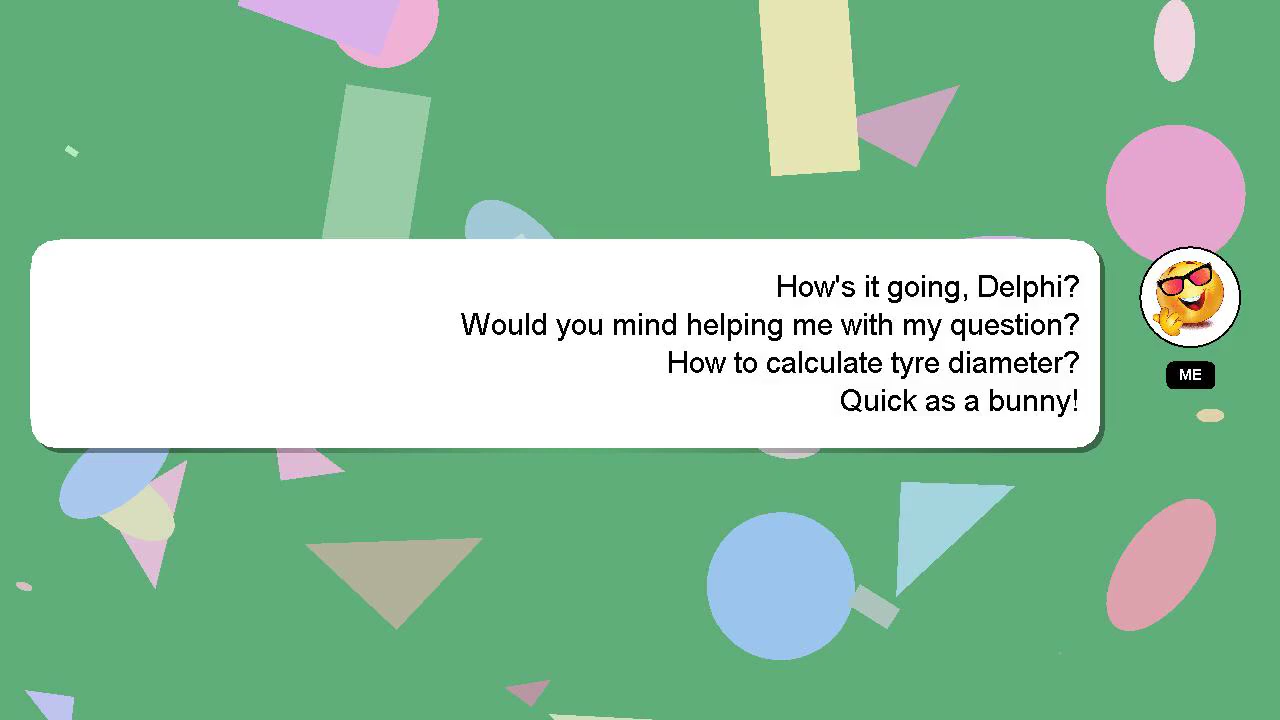 How's it going, Delphi?
Would you mind helping me with my question?
How to calculate tyre diameter?
Quick as a bunny!
ME